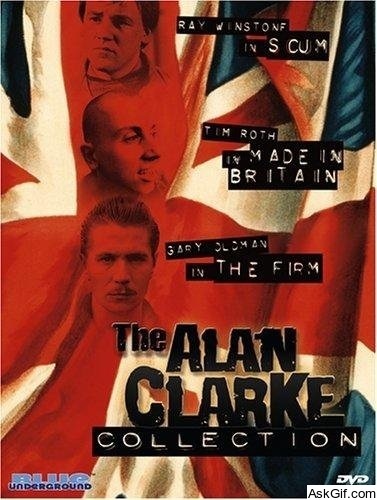 RAY WINSTONE
in SCUM
TIM ROTH
in MADE IN
BRITAIN
GARY OLDMAN
in THE FIRM
The ALAN
CLARKE
COLLECTION
BLUE
UNDERGROUND
DVD
AskGif.com